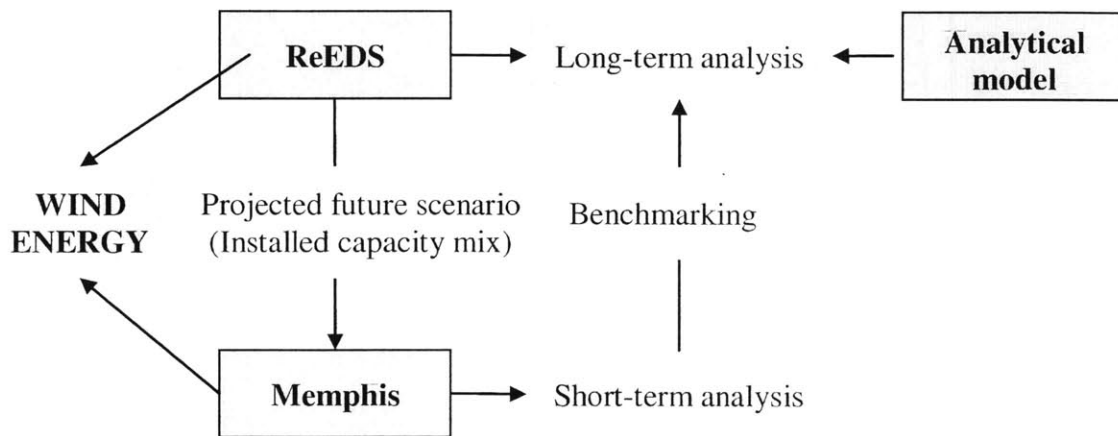 ReEDS
Long-term analysis
Analytical
model
WIND
ENERGY
Projected future scenario
(Installed capacity mix)
Benchmarking
Memphis
Short-term analysis